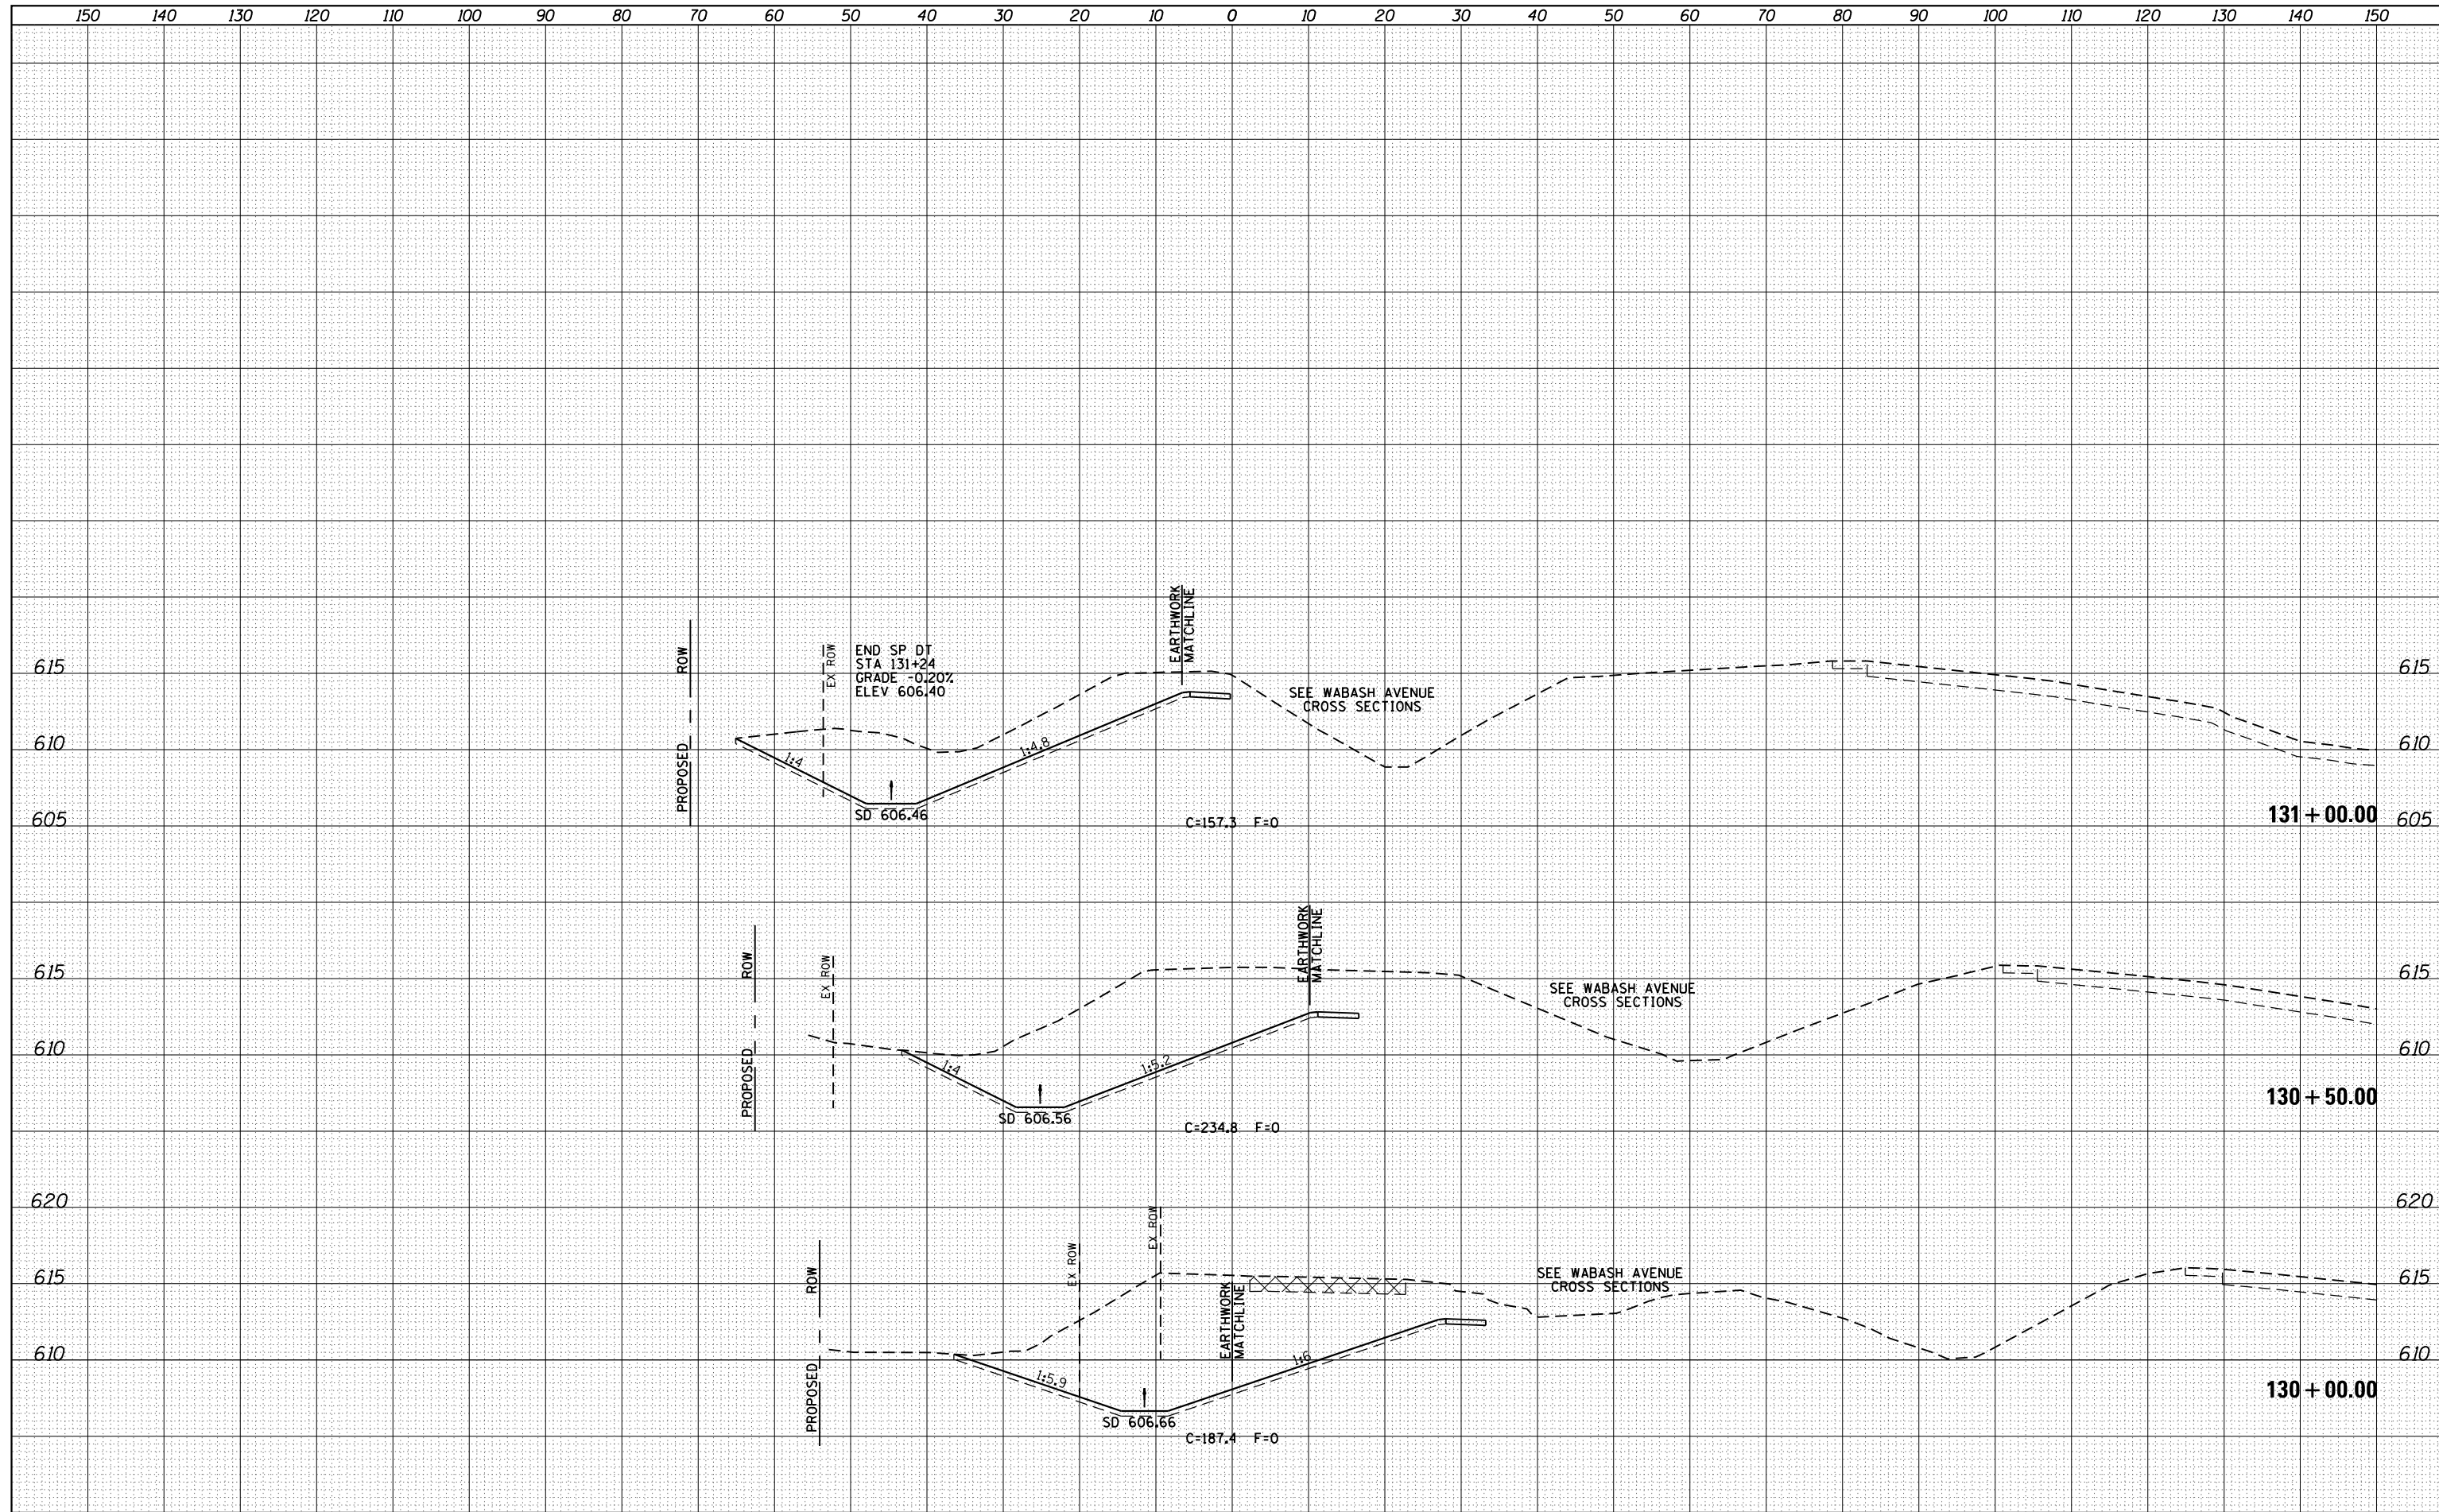 150 140 130 120 110 100 90 80 70 60 50 40 30 20 10 0 10 20 30 40 50 60 70 80 90 100 110 120 130 140 150
EARTHWORK
MATCHLINE
PROPOSED ROW
EX ROW
END SP DT
STA 131+24
GRADE -0.20%
ELEV 606.40
615 615
SEE WABASH AVENUE
CROSS SECTIONS
610 610
1:4
1:4.8
SD 606.46
C=157.3 F=0
131+00.00
605 605
EARTHWORK
MATCHLINE
PROPOSED ROW
EX ROW
615 615
SEE WABASH AVENUE
CROSS SECTIONS
610 610
1:4
1:5.2
SD 606.56
C=234.8 F=0
130+50.00
620 620
PROPOSED ROW
EX ROW
EX ROW
EARTHWORK
MATCHLINE
615 615
SEE WABASH AVENUE
CROSS SECTIONS
610 610
1:5.9
1:6
SD 606.66
C=187.4 F=0
130+00.00